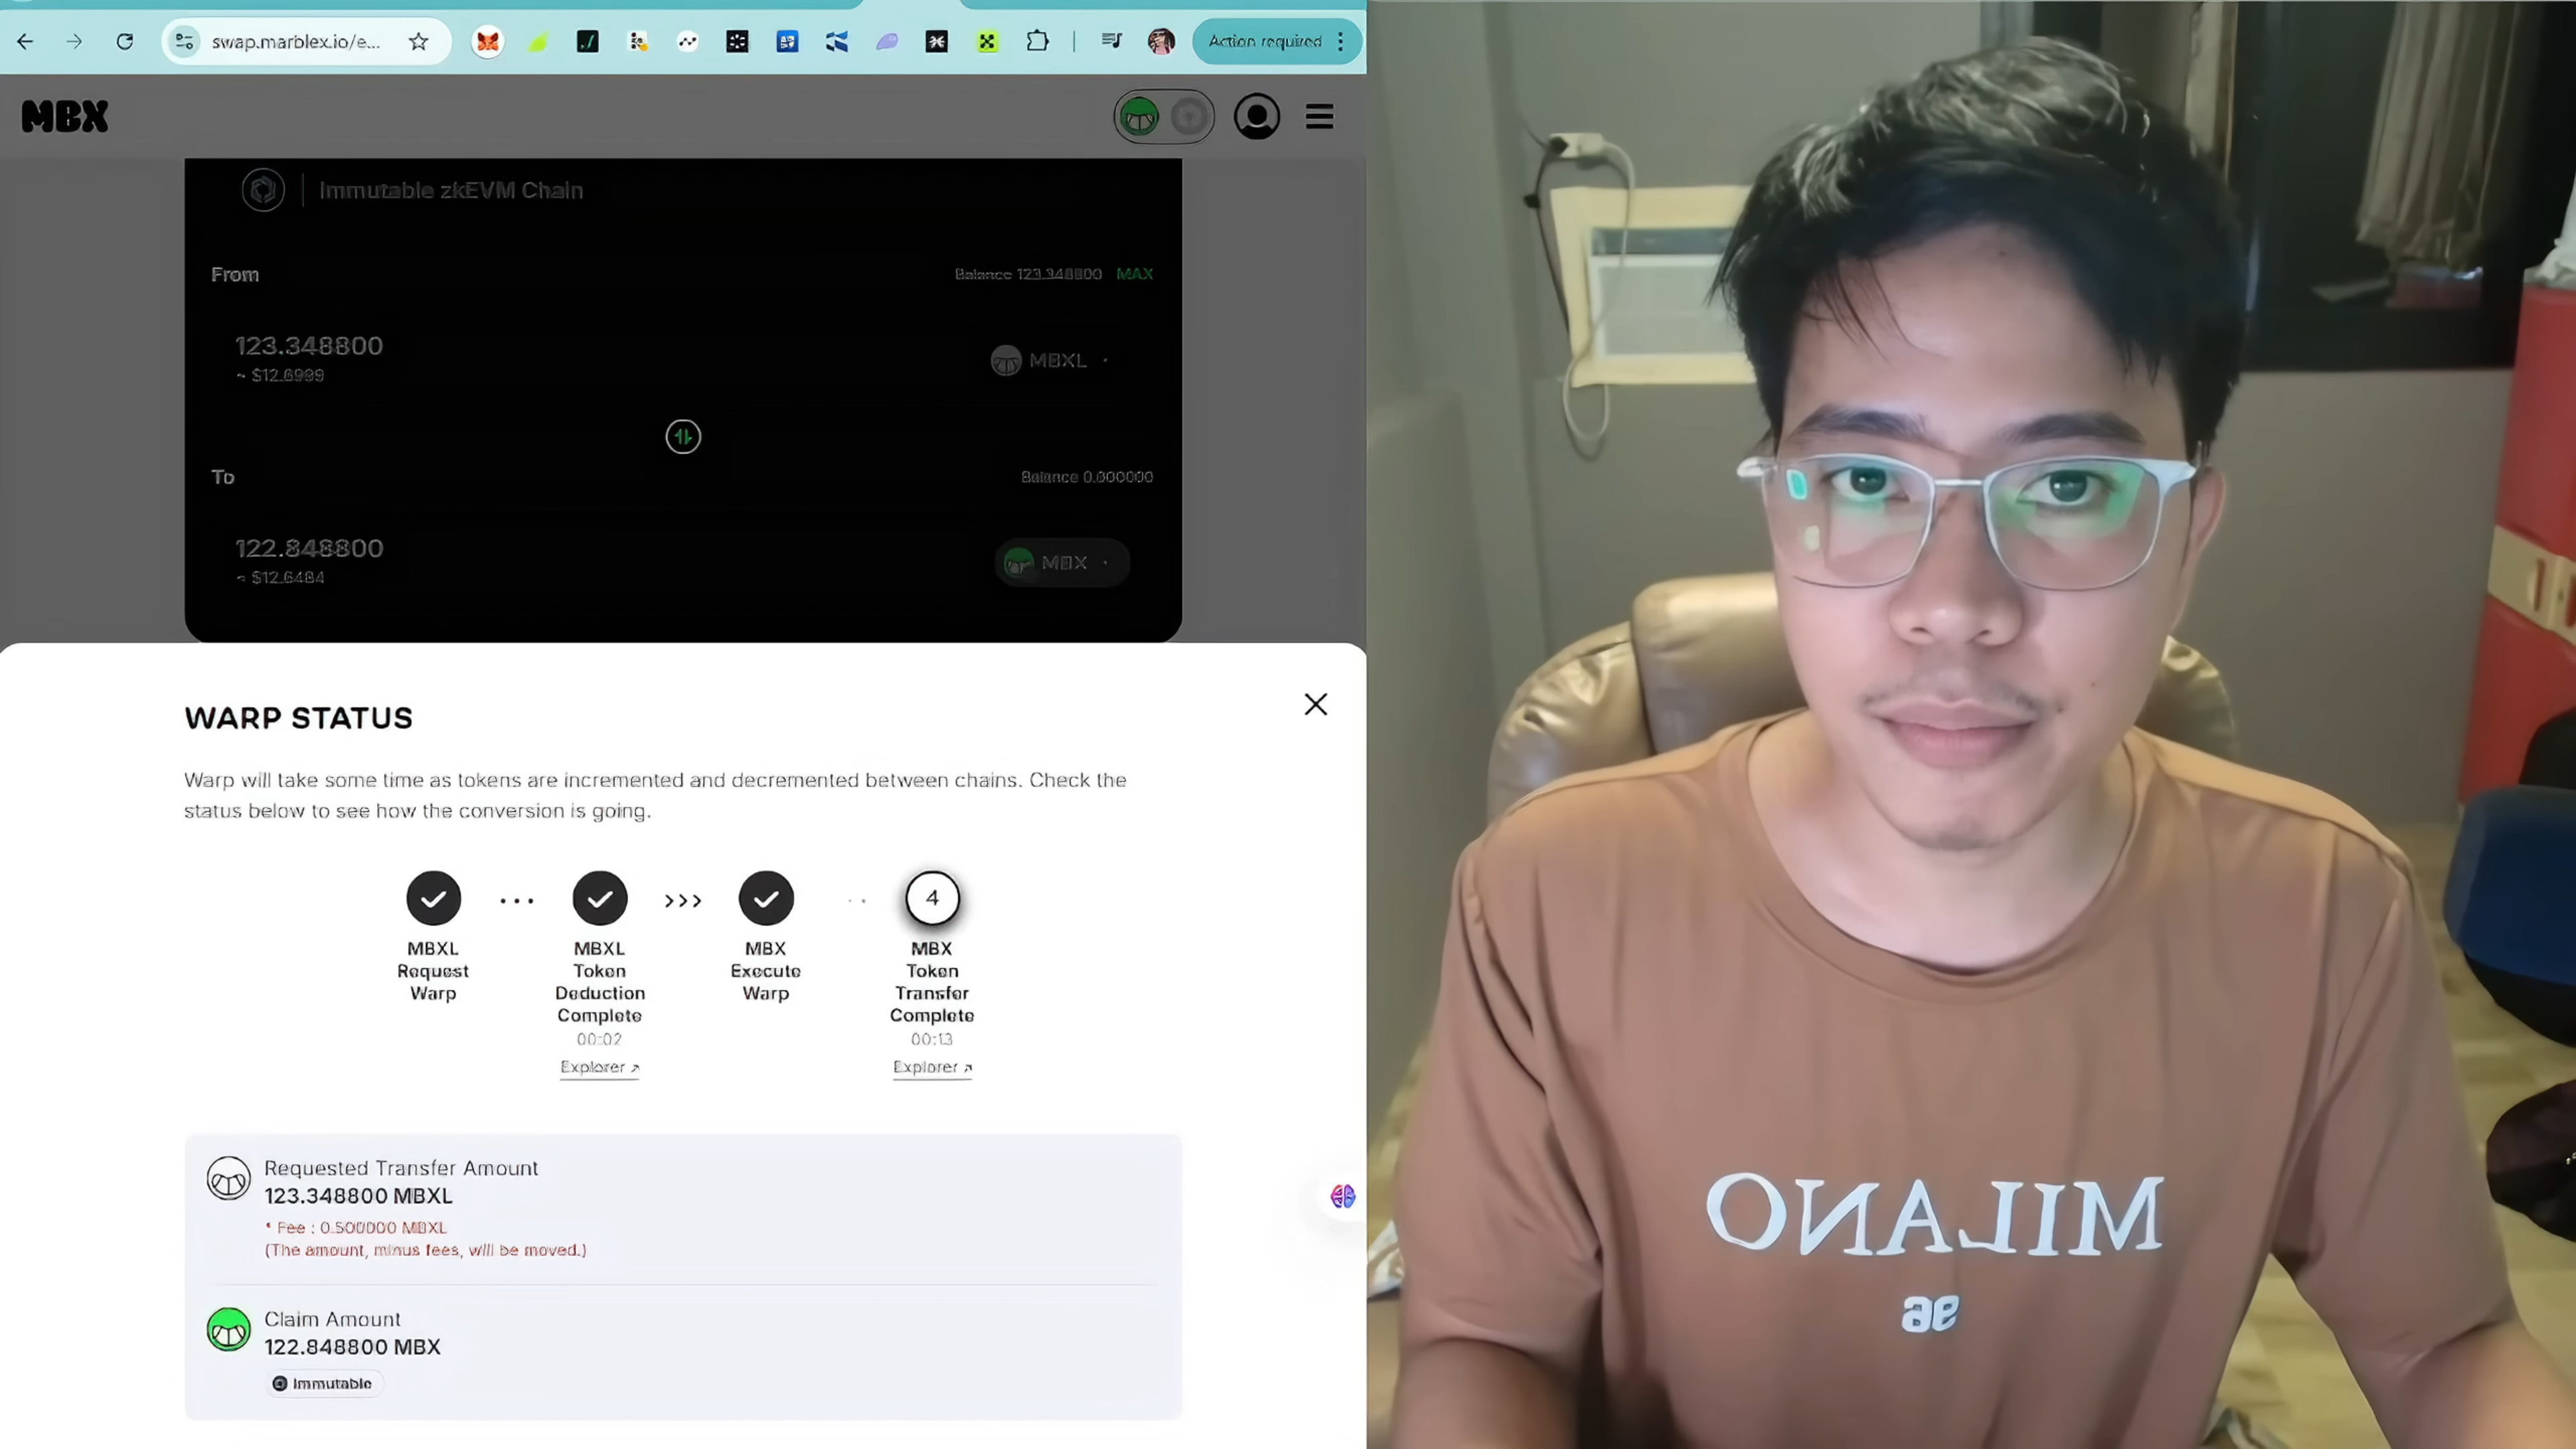 swap.marblex.io/e...
Action required
MBX
Immutable zkEVM Chain
From
Balance 123.348800 MAX
123.348800
~ $12.6999
MBXL
To
Balance 0.000000
122.848800
~ $12.6484
MBX
WARP STATUS
Warp will take some time as tokens are incremented and decremented between chains. Check the
status below to see how the conversion is going.
4
MBXL
Request
Warp
MBXL
Token
Deduction
Complete
00:02
Explorer
MBX
Execute
Warp
MBX
Token
Transfer
Complete
00:13
Explorer
Requested Transfer Amount
123.348800 MBXL
* Fee : 0.500000 MBXL
(The amount, minus fees, will be moved.)
Claim Amount
122.848800 MBX
Immutable
MILANO